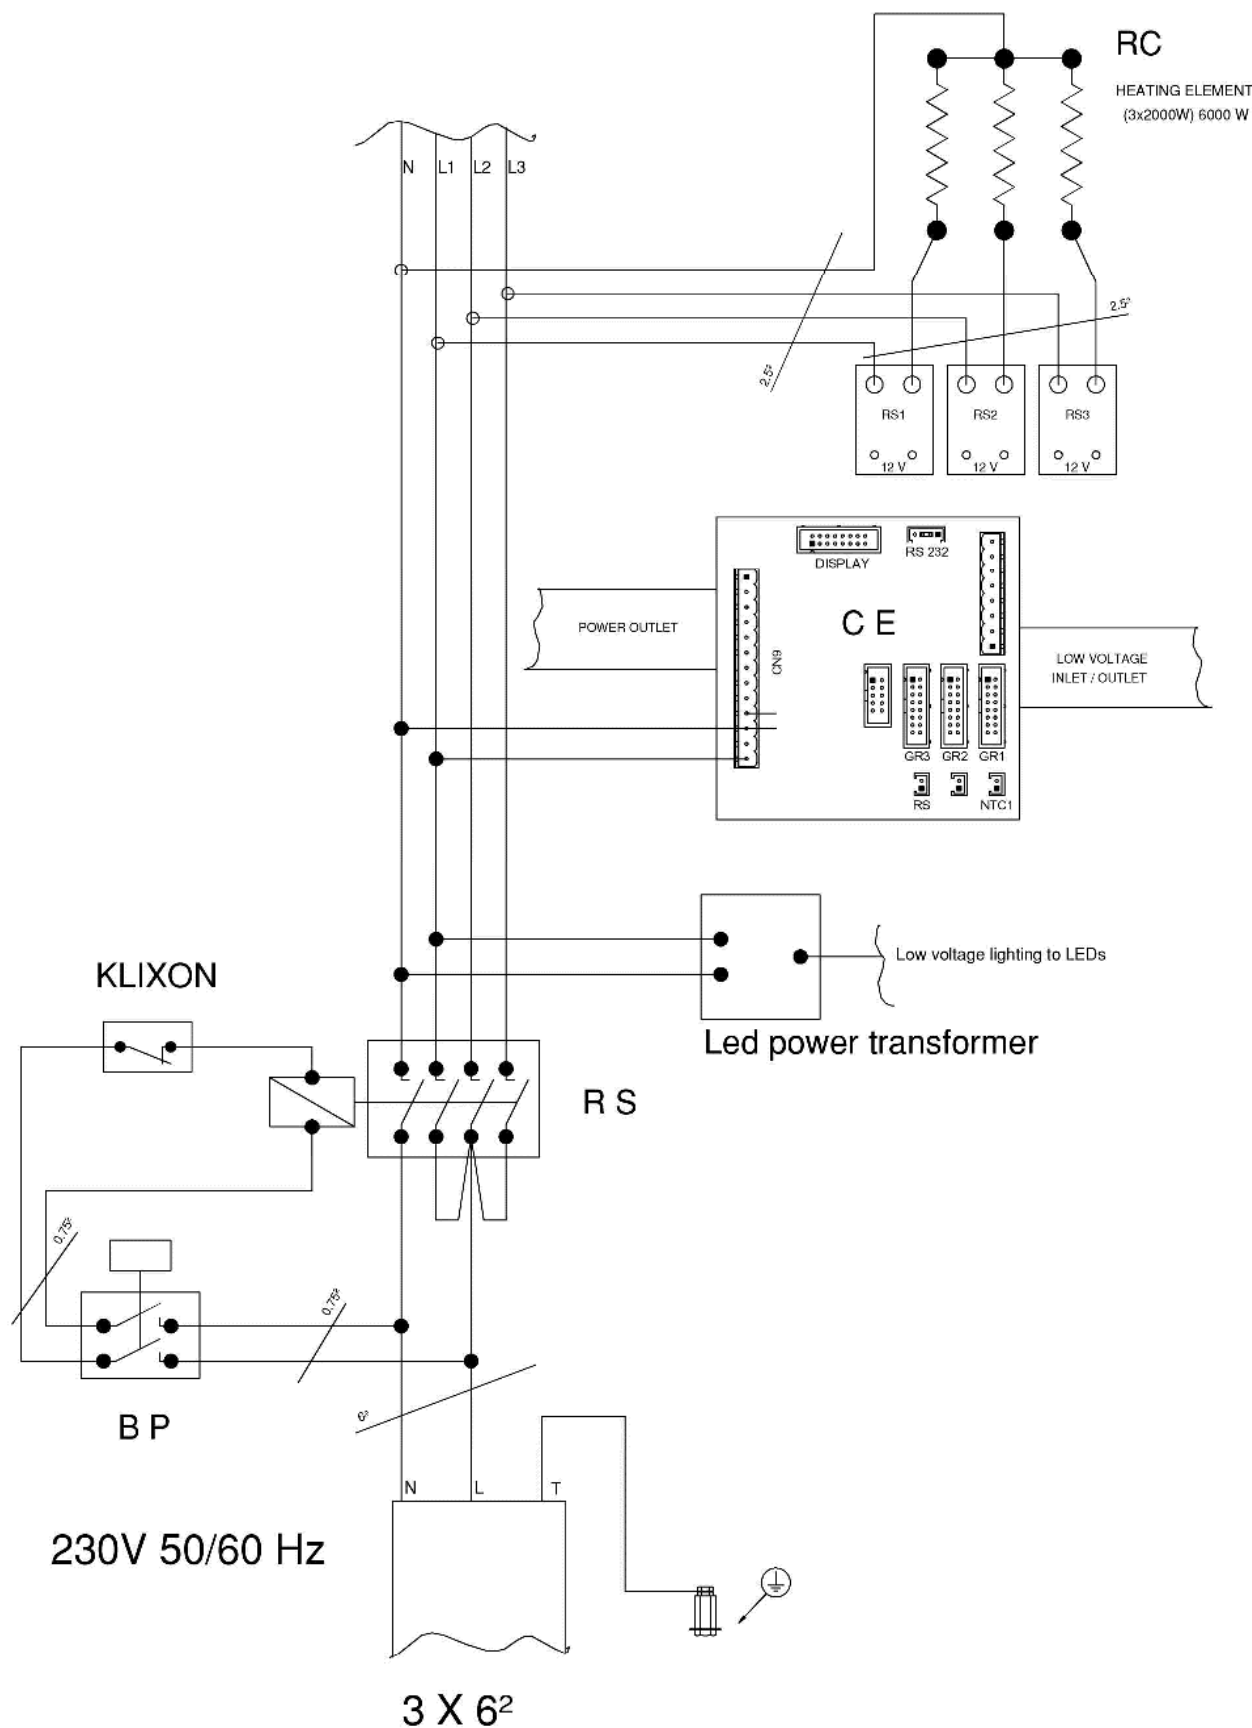 RC
HEATING ELEMENT
(3x2000W) 6000 W
N L1 L2 L3
2.5²
2.5²
RS1 RS2 RS3
12 V 12 V 12 V
DISPLAY
RS 232
C E
POWER OUTLET
CN9
LOW VOLTAGE
INLET / OUTLET
GR3 GR2 GR1
RS NTC1
Low voltage lighting to LEDs
Led power transformer
KLIXON
R S
0.75²
0.75²
B P
6²
N L T
230V 50/60 Hz
3 X 6²